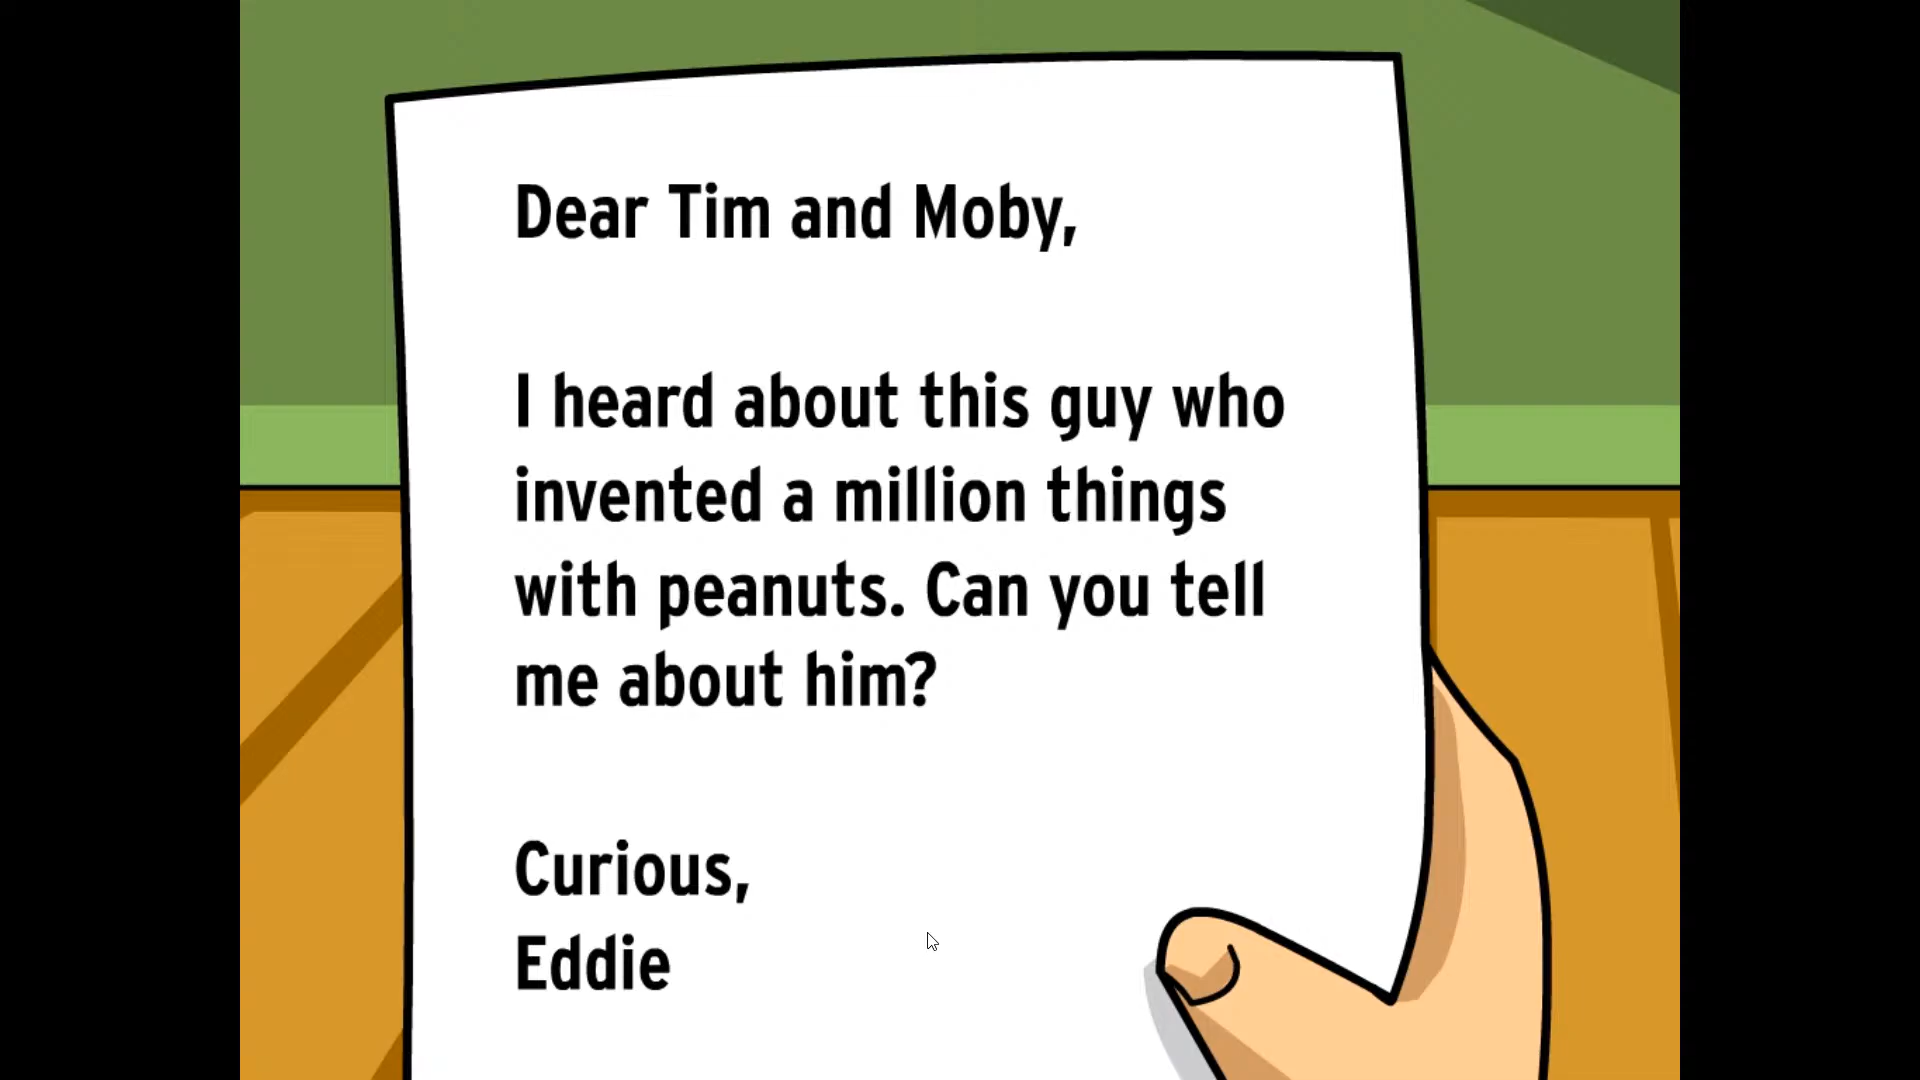 Dear Tim and Moby,
I heard about this guy who
invented a million things
with peanuts. Can you tell
me about him?
Curious,
Eddie